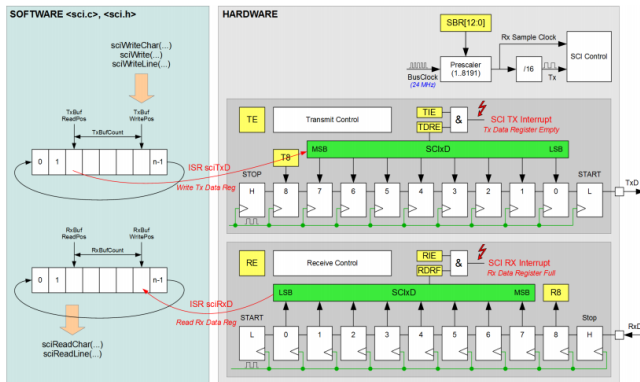 SOFTWARE <sci.c>, <sci.h>
sciWriteChar(...)
sciWrite(...)
sciWriteLine(...)
TxBuf ReadPos
TxBuf WritePos
TxBufCount
0 1 n-1
ISR sciTxD
Write Tx Data Reg
RxBuf ReadPos
RxBuf WritePos
RxBufCount
0 1 n-1
ISR sciRxD
Read Rx Data Reg
sciReadChar(...)
sciReadLine(...)
HARDWARE
SBR[12:0]
Rx Sample Clock
Prescaler
(1..8191)
/16
SCI Control
BusClock
(24 MHz)
Tx
TE
Transmit Control
TIE
TDRE
&
SCI TX Interrupt
Tx Data Register Empty
T8
MSB SCIxD LSB
STOP START
H 8 7 6 5 4 3 2 1 0 L
TxD
RE
Receive Control
RIE
RDRF
&
SCI RX Interrupt
Rx Data Register Full
LSB SCIxD MSB
R8
START Stop
L 0 1 2 3 4 5 6 7 8 H
RxD